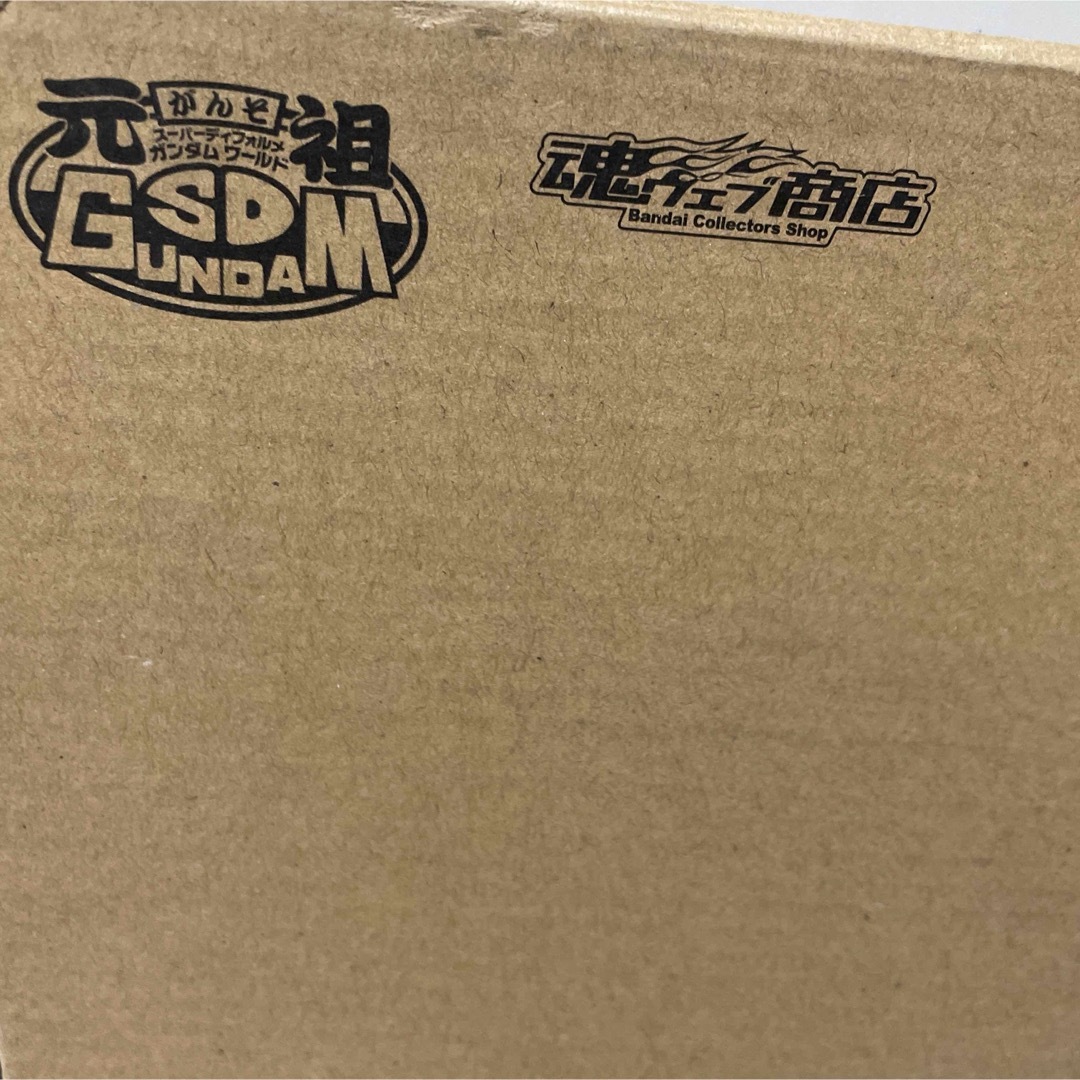 元祖
がんそ
スーパーディフォルメ
ガンダム ワールド
SD
GUNDAM
魂ウェブ商店
Bandai Collectors Shop